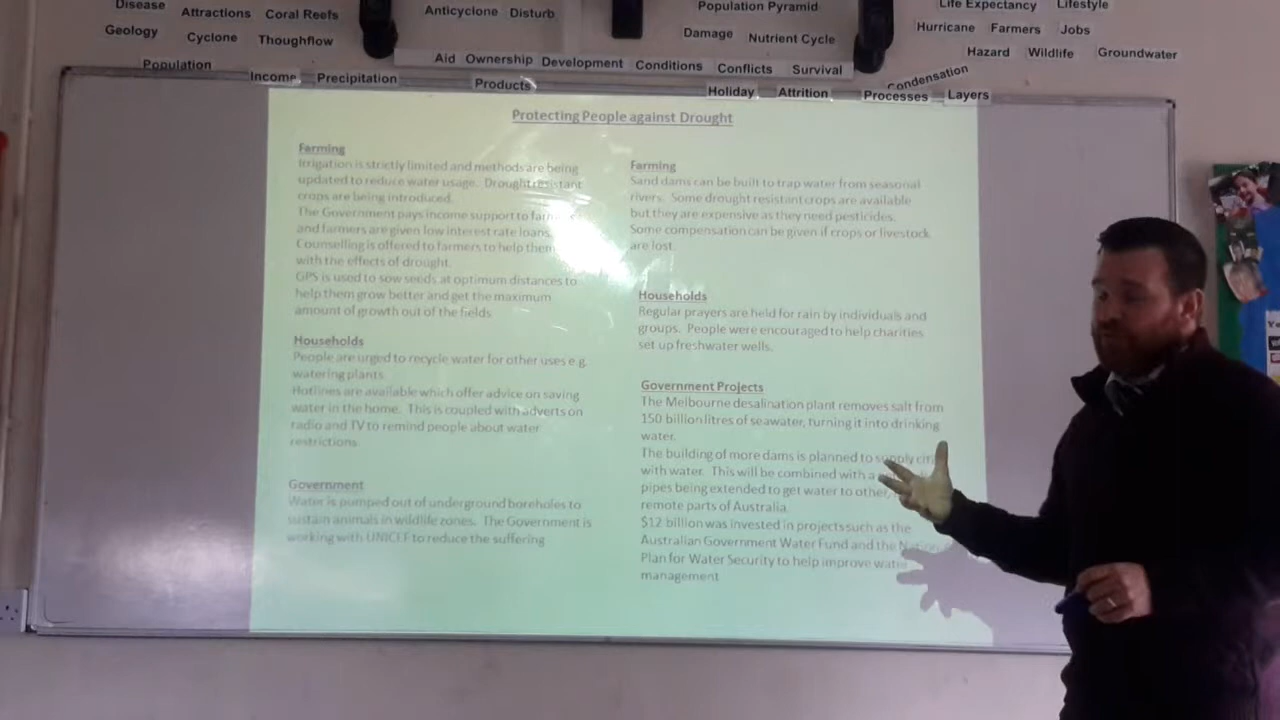 Disease
Attractions
Coral Reefs
Anticyclone
Disturb
Population Pyramid
Life Expectancy
Lifestyle
Geology
Cyclone
Thoughflow
Damage
Nutrient Cycle
Hurricane
Farmers
Jobs
Hazard
Wildlife
Groundwater
Population
Aid
Ownership
Development
Conditions
Conflicts
Survival
Income
Precipitation
Products
Condensation
Holiday
Attrition
Processes
Layers
Protecting People against Drought
Farming
Irrigation is strictly limited and methods are being
updated to reduce water usage. Drought resistant
crops are being introduced.
The Government pays income support to
and farmers are given low interest rate loans.
Counselling is offered to farmers to help them
with the effects of drought.
GPS is used to sow seeds at optimum distances to
help them grow better and get the maximum
amount of growth out of the fields
Households
People are urged to recycle water for other uses e.g.
watering plants.
Hotlines are available which offer advice on saving
water in the home. This is coupled with adverts on
radio and TV to remind people about water
restrictions.
Government
Water is pumped out of underground boreholes to
sustain animals in wildlife zones. The Government is
working with UNICEF to reduce the suffering
Farming
Sand dams can be built to trap water from seasonal
rivers. Some drought resistant crops are available
but they are expensive as they need pesticides.
Some compensation can be given if crops or livestock
are lost.
Households
Regular prayers are held for rain by individuals and
groups. People were encouraged to help charities
set up freshwater wells.
Government Projects
The Melbourne desalination plant removes salt from
150 billion litres of seawater, turning it into drinking
water.
The building of more dams is planned to supply
with water. This will be combined with a
pipes being extended to get water to other,
remote parts of Australia.
$12 billion was invested in projects such as the
Australian Government Water Fund and the
Plan for Water Security to help improve water
management